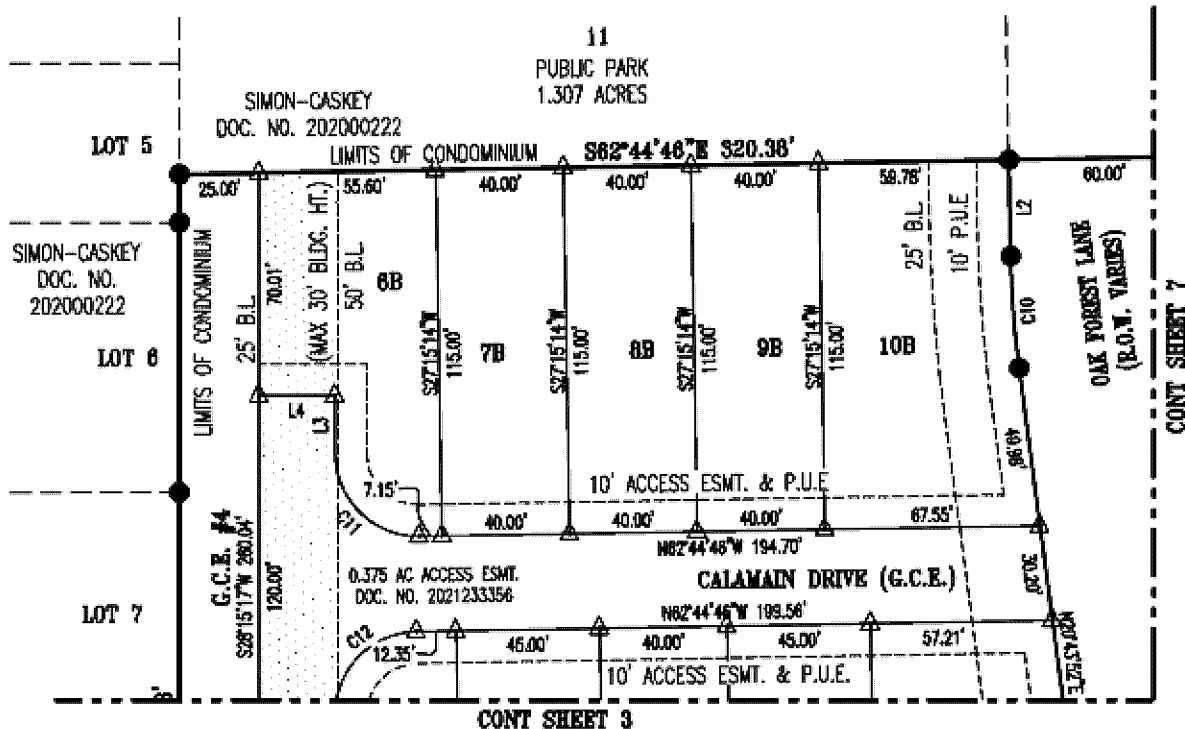 11
PUBLIC PARK
1.307 ACRES
SIMON-CASKEY
DOC. NO. 202000222
LOT 5
LIMITS OF CONDOMINIUM
S62°44'46"E 320.38'
25.00'
55.60'
40.00'
40.00'
40.00'
59.78'
60.00'
SIMON-CASKEY
DOC. NO.
202000222
LOT 6
LIMITS OF CONDOMINIUM
25' B.L.
70.01'
(MAX 30' BLDG. HT.)
50' B.L.
6B
S27°15'14"W
115.00'
7B
S27°15'14"W
115.00'
8B
S27°15'14"W
115.00'
9B
S27°15'14"W
115.00'
10B
25' B.L.
10' P.U.E
L2
C10
OAK FOREST LANE
(R.O.W. VARIES)
CONT SHEET 7
L4
L3
49.98'
10' ACCESS ESMT. & P.U.E
7.15'
C11
40.00'
40.00'
40.00'
67.55'
N62°44'46"W 194.70'
G.C.E. #4
S28°15'17"W 260.04'
120.00'
LOT 7
0.375 AC ACCESS ESMT.
DOC. NO. 2021233356
CALAMAIN DRIVE (G.C.E.)
30.20'
N62°44'46"W 199.56'
C12
12.35'
45.00'
40.00'
45.00'
57.21'
N20°43'52"E
10' ACCESS ESMT. & P.U.E.
CONT SHEET 3